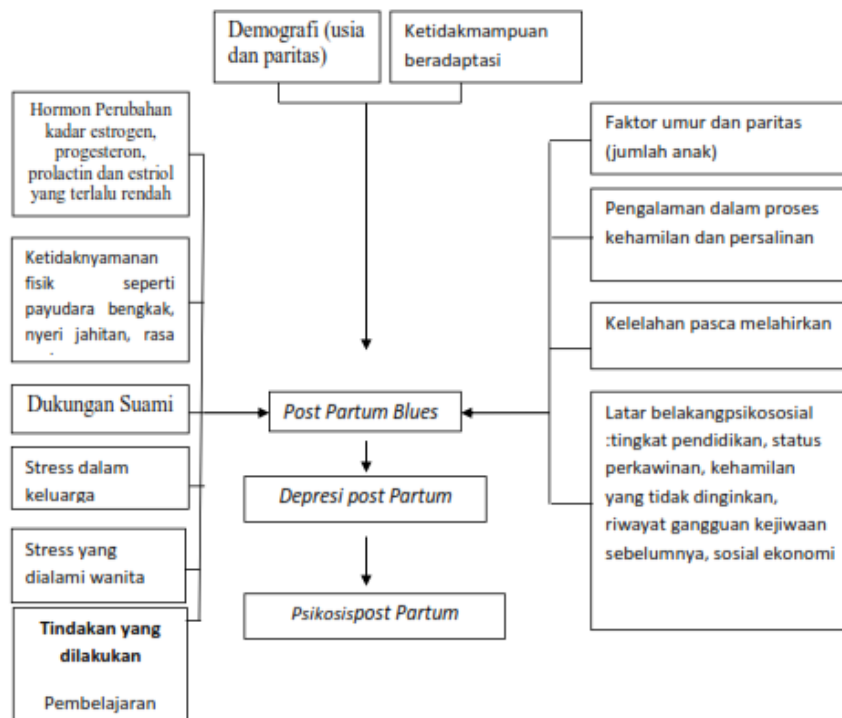 Demografi (usia
dan paritas)
Ketidakmampuan
beradaptasi
Hormon Perubahan
kadar estrogen,
progesteron,
prolactin dan estriol
yang terlalu rendah
Ketidaknyamanan
fisik seperti
payudara bengkak,
nyeri jahitan, rasa
Dukungan Suami
Stress dalam
keluarga
Stress yang
dialami wanita
Tindakan yang
dilakukan
Pembelajaran
Post Partum Blues
Depresi post Partum
Psikosispost Partum
Faktor umur dan paritas
(jumlah anak)
Pengalaman dalam proses
kehamilan dan persalinan
Kelelahan pasca melahirkan
Latar belakangpsikososial
:tingkat pendidikan, status
perkawinan, kehamilan
yang tidak dinginkan,
riwayat gangguan kejiwaan
sebelumnya, sosial ekonomi